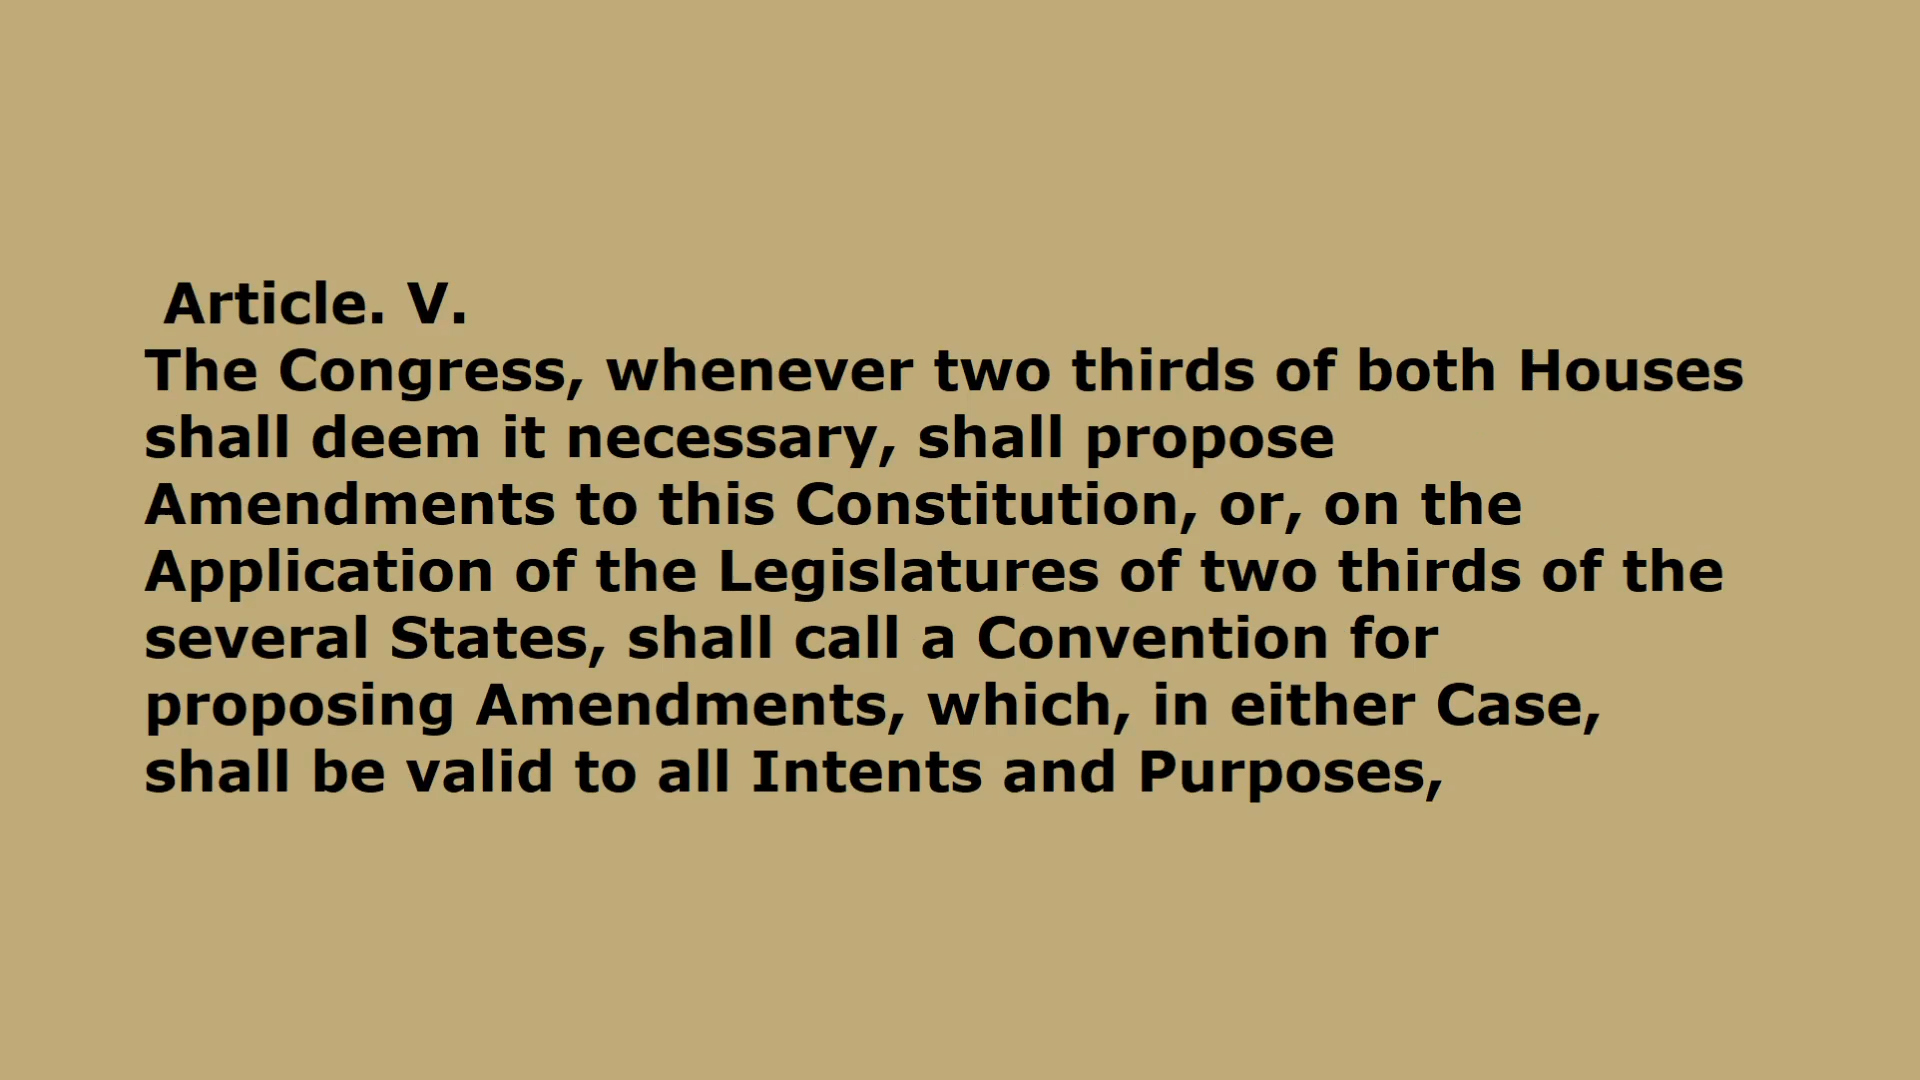 Article. V.
The Congress, whenever two thirds of both Houses
shall deem it necessary, shall propose
Amendments to this Constitution, or, on the
Application of the Legislatures of two thirds of the
several States, shall call a Convention for
proposing Amendments, which, in either Case,
shall be valid to all Intents and Purposes,